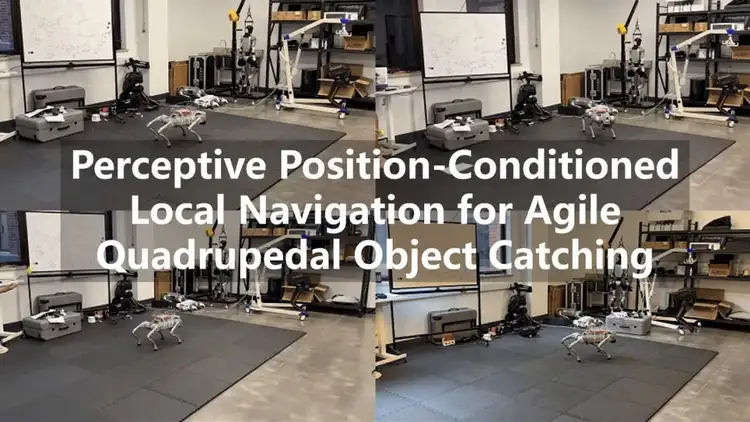 Perceptive Position-Conditioned
Local Navigation for Agile
Quadrupedal Object Catching